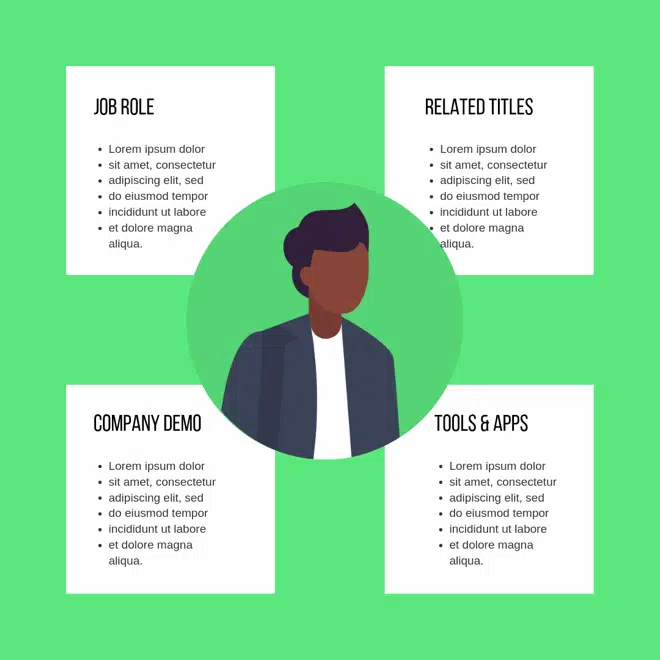 JOB ROLE
• Lorem ipsum dolor
• sit amet, consectetur
• adipiscing elit, sed
• do eiusmod tempor
• incididunt ut labore
• et dolore magna
aliqua.
RELATED TITLES
• Lorem ipsum dolor
• sit amet, consectetur
• adipiscing elit, sed
• do eiusmod tempor
• incididunt ut labore
• et dolore magna
aliqua.
COMPANY DEMO
• Lorem ipsum dolor
• sit amet, consectetur
• adipiscing elit, sed
• do eiusmod tempor
• incididunt ut labore
• et dolore magna
aliqua.
TOOLS & APPS
• Lorem ipsum dolor
• sit amet, consectetur
• adipiscing elit, sed
• do eiusmod tempor
• incididunt ut labore
• et dolore magna
aliqua.